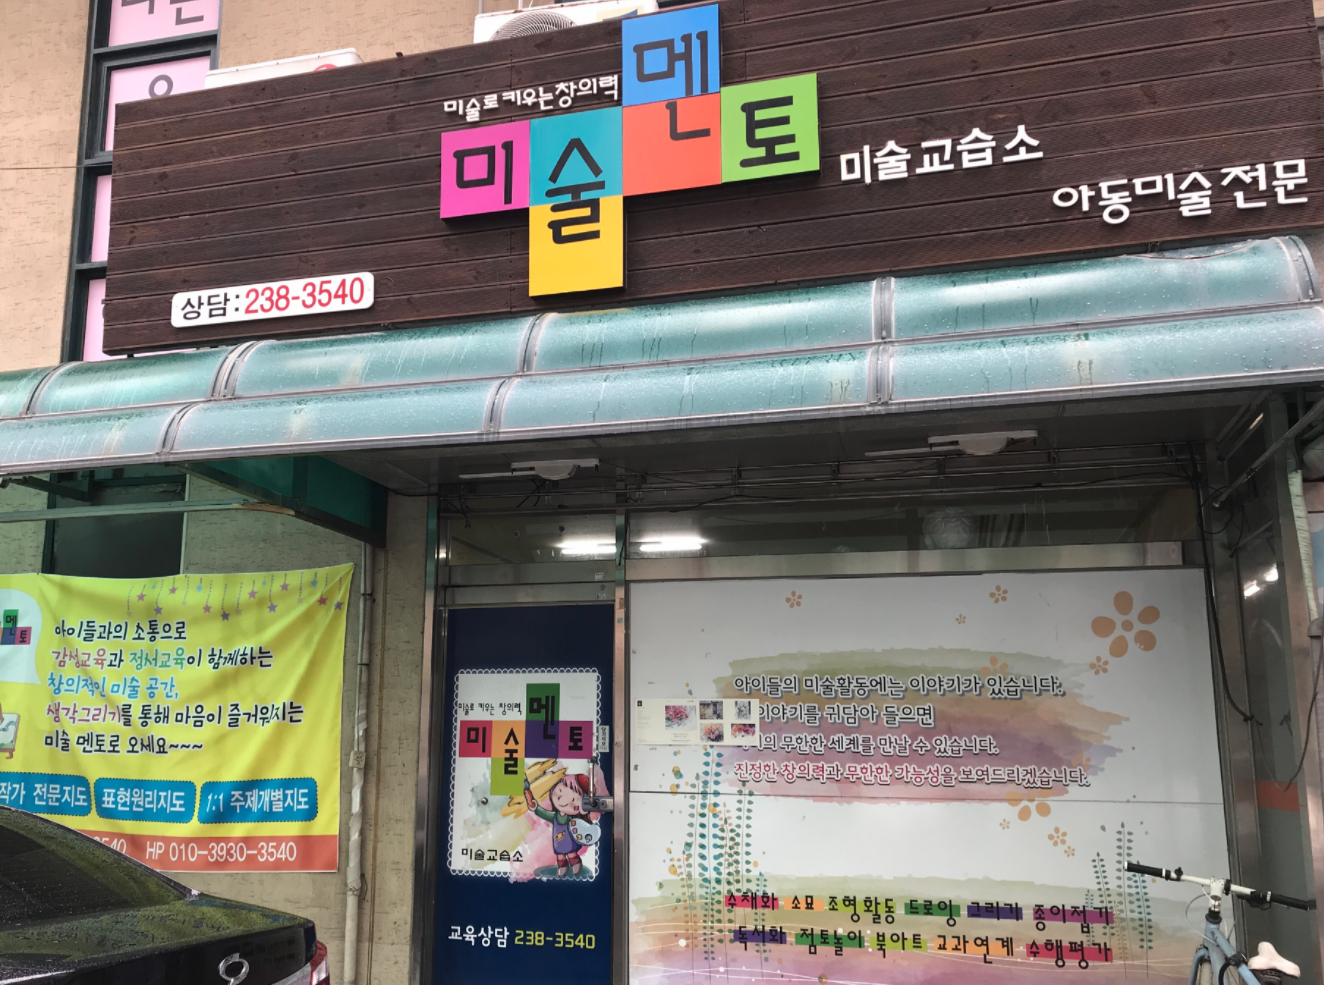 미술로 키우는 창의력
미술멘토
미술교습소
아동미술 전문
상담: 238-3540
멘
토
아이들과의 소통으로
감성교육과 정서교육이 함께하는
창의적인 미술 공간,
생각그리기를 통해 마음이 즐거워지는
미술 멘토로 오세요~~~
작가 전문지도
표현원리지도
1:1 주제개별지도
3540 HP 010-3930-3540
미술로 키우는 창의력
미술멘토
미술교습소
교육상담 238-3540
아이들의 미술활동에는 이야기가 있습니다.
이야기를 귀담아 들으면
무한한 세계를 만날 수 있습니다.
진정한 창의력과 무한한 가능성을 보여드리겠습니다.
수채화 소묘 조형활동 드로잉 그리기 종이접기
독서화 점토놀이 북아트 교과연계 수행평가